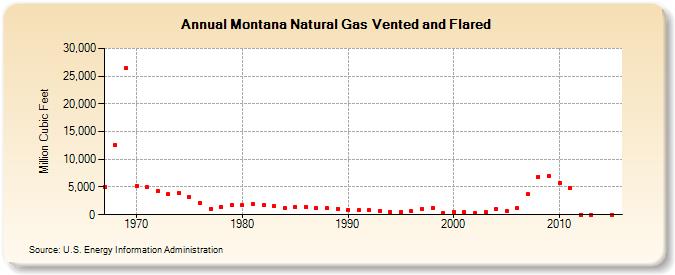 Annual Montana Natural Gas Vented and Flared
Million Cubic Feet
30,000
25,000
20,000
15,000
10,000
5,000
0
1970 1980 1990 2000 2010
Source: U.S. Energy Information Administration